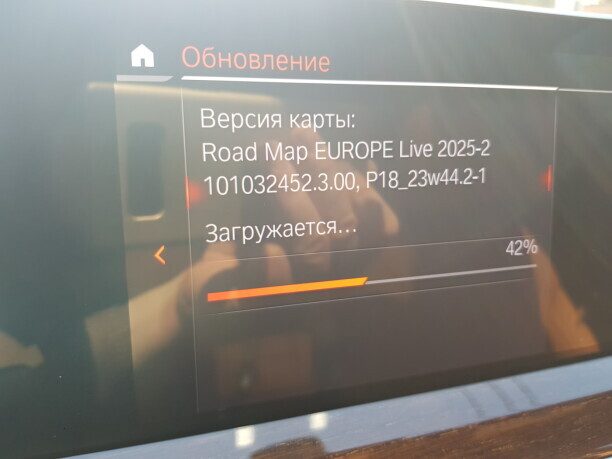 Обновление
Версия карты:
Road Map EUROPE Live 2025-2
101032452.3.00, P18_23w44.2-1
Загружается...
42%